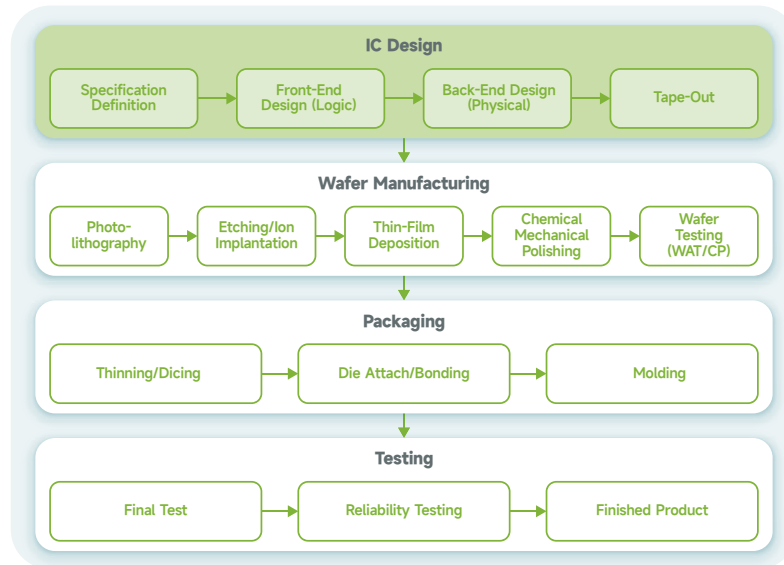 IC Design
Specification
Definition
Front-End
Design (Logic)
Back-End Design
(Physical)
Tape-Out
Wafer Manufacturing
Photo-
lithography
Etching/Ion
Implantation
Thin-Film
Deposition
Chemical
Mechanical
Polishing
Wafer
Testing
(WAT/CP)
Packaging
Thinning/Dicing
Die Attach/Bonding
Molding
Testing
Final Test
Reliability Testing
Finished Product